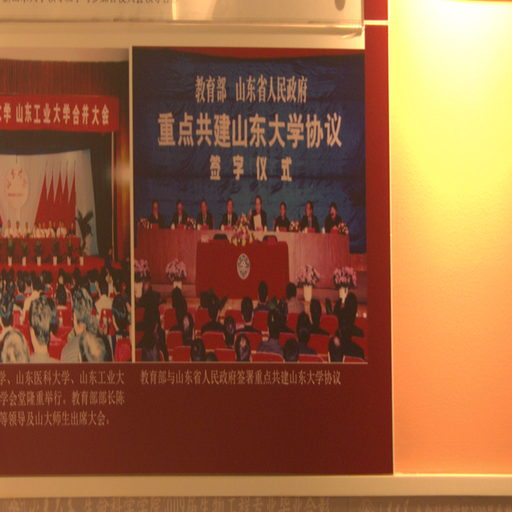 学 山东工业大学合并大会
教育部 山东省人民政府
重点共建山东大学协议
签字仪式
学、山东医科大学、山东工业大
学会堂隆重举行。教育部部长陈
等领导及山大师生出席大会。
教育部与山东省人民政府签署重点共建山东大学协议